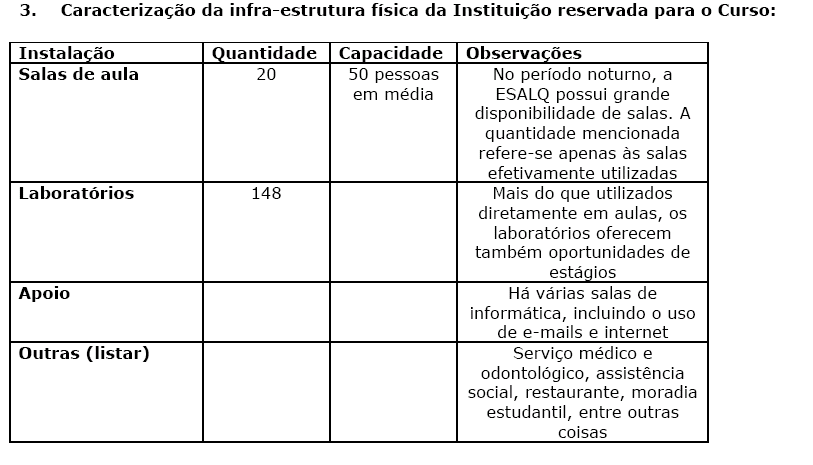 3. Caracterização da infra-estrutura física da Instituição reservada para o Curso:
Instalação Quantidade Capacidade Observações
Salas de aula 20 50 pessoas em média No período noturno, a
ESALQ possui grande
disponibilidade de salas. A
quantidade mencionada
refere-se apenas às salas
efetivamente utilizadas
Laboratórios 148 Mais do que utilizados
diretamente em aulas, os
laboratórios oferecem
também oportunidades de
estágios
Apoio Há várias salas de
informática, incluindo o uso
de e-mails e internet
Outras (listar) Serviço médico e
odontológico, assistência
social, restaurante, moradia
estudantil, entre outras
coisas